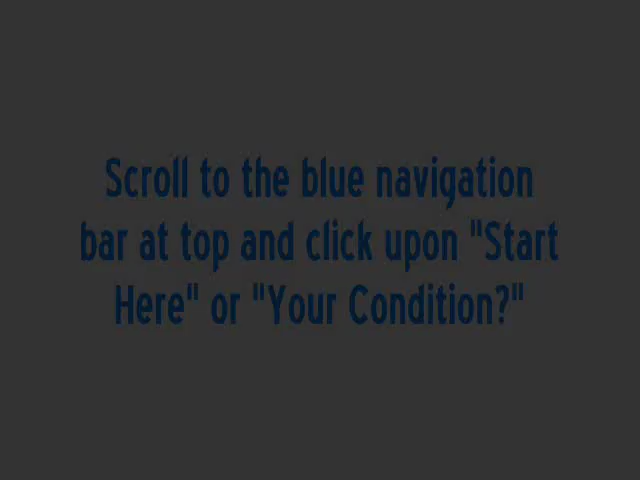 Scroll to the blue navigation
bar at top and click upon "Start
Here" or "Your Condition?"